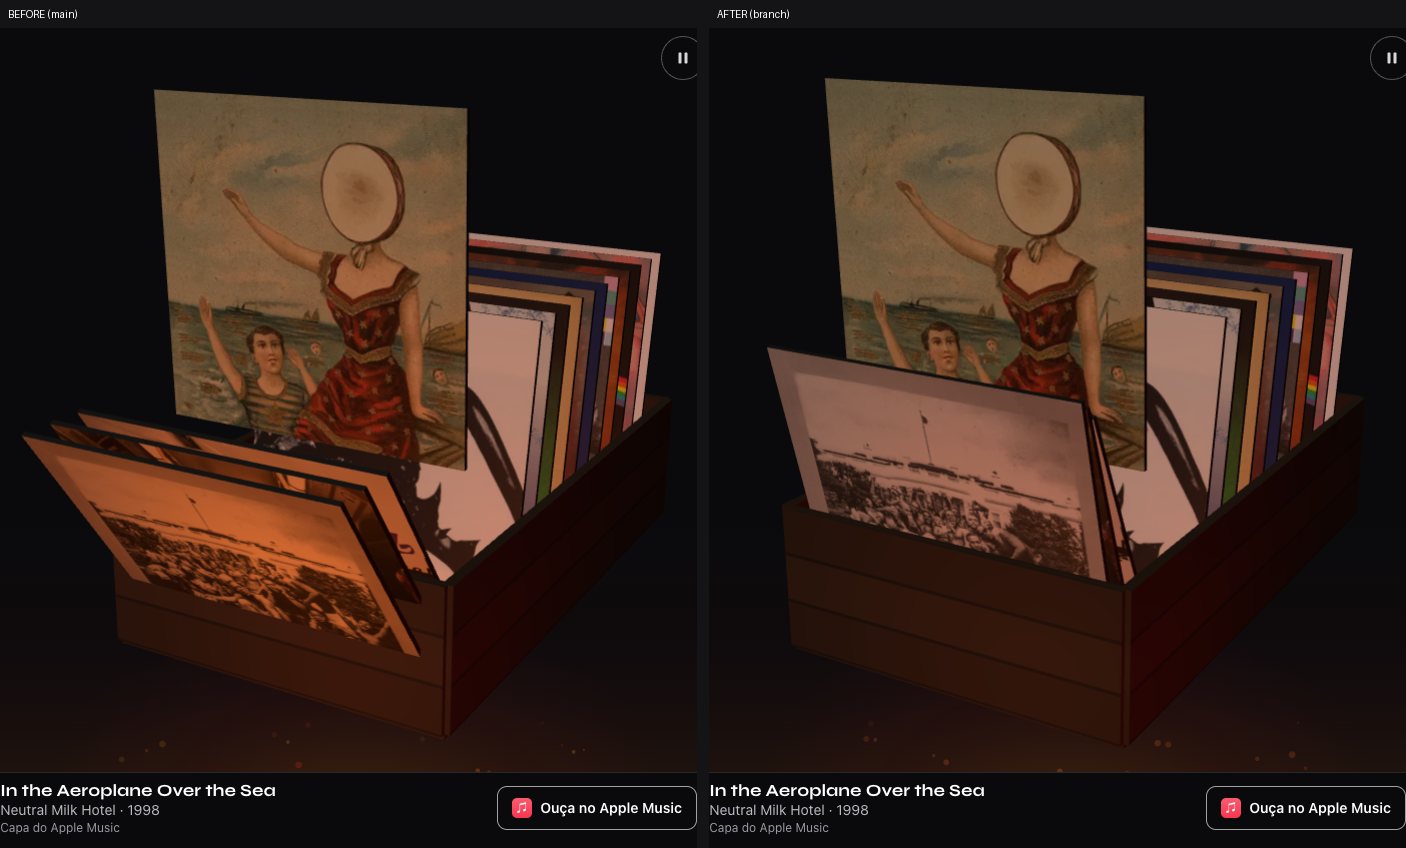 BEFORE (main)
AFTER (branch)
In the Aeroplane Over the Sea
Neutral Milk Hotel · 1998
Capa do Apple Music
Ouça no Apple Music
In the Aeroplane Over the Sea
Neutral Milk Hotel · 1998
Capa do Apple Music
Ouça no Apple Music